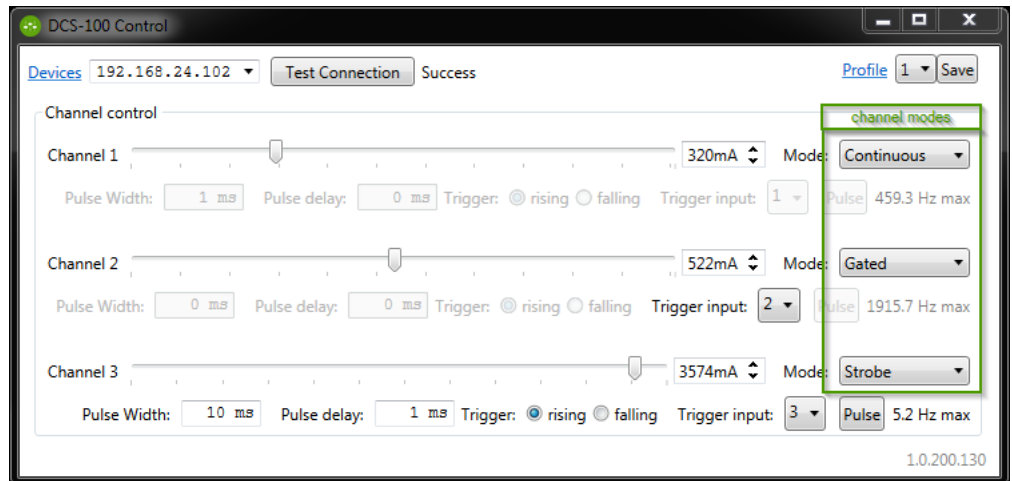 DCS-100 Control
Devices 192.168.24.102 Test Connection Success Profile 1 Save
Channel control channel modes
Channel 1 320mA Mode: Continuous
Pulse Width: 1 ms Pulse delay: 0 ms Trigger: rising falling Trigger input: 1 Pulse 459.3 Hz max
Channel 2 522mA Mode: Gated
Pulse Width: 0 ms Pulse delay: 0 ms Trigger: rising falling Trigger input: 2 Pulse 1915.7 Hz max
Channel 3 3574mA Mode: Strobe
Pulse Width: 10 ms Pulse delay: 1 ms Trigger: rising falling Trigger input: 3 Pulse 5.2 Hz max
1.0.200.130